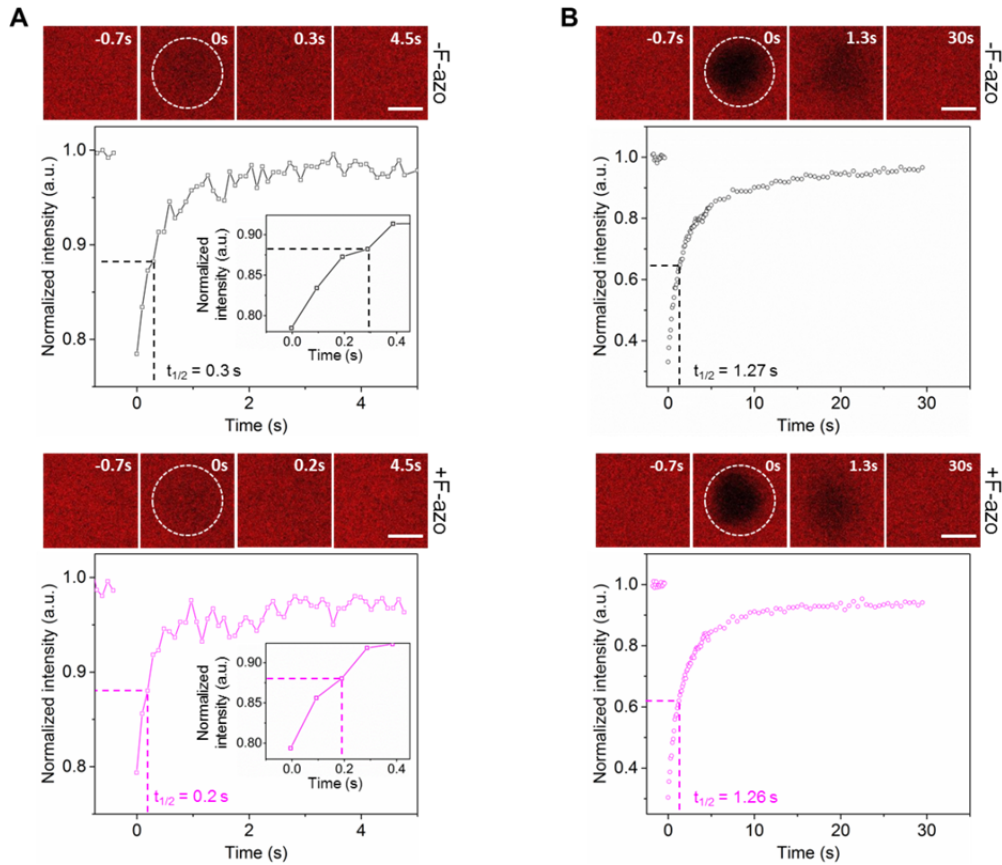 A
-0.7s 0s 0.3s 4.5s
-F-azo
Normalized intensity (a.u.)
1.0
0.9
0.8
0 2 4
Time (s)
t1/2 = 0.3 s
Normalized
intensity (a.u.)
0.90
0.85
0.80
0.0 0.2 0.4
Time (s)
-0.7s 0s 0.2s 4.5s
+F-azo
Normalized intensity (a.u.)
1.0
0.9
0.8
0 2 4
Time (s)
t1/2 = 0.2 s
Normalized
intensity (a.u.)
0.90
0.85
0.80
0.0 0.2 0.4
Time (s)
B
-0.7s 0s 1.3s 30s
-F-azo
Normalized intensity (a.u.)
1.0
0.8
0.6
0.4
0 10 20 30
Time (s)
t1/2 = 1.27 s
-0.7s 0s 1.3s 30s
+F-azo
Normalized intensity (a.u.)
1.0
0.8
0.6
0.4
0 10 20 30
Time (s)
t1/2 = 1.26 s